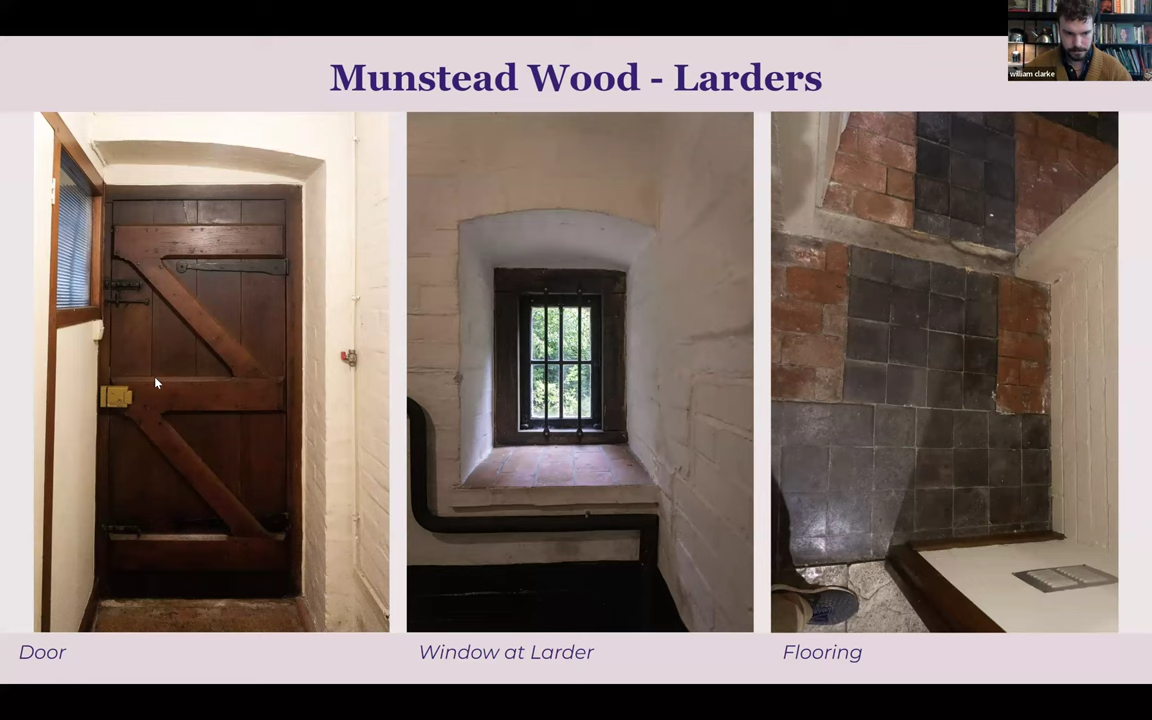 Munstead Wood - Larders
william clarke
Door
Window at Larder
Flooring